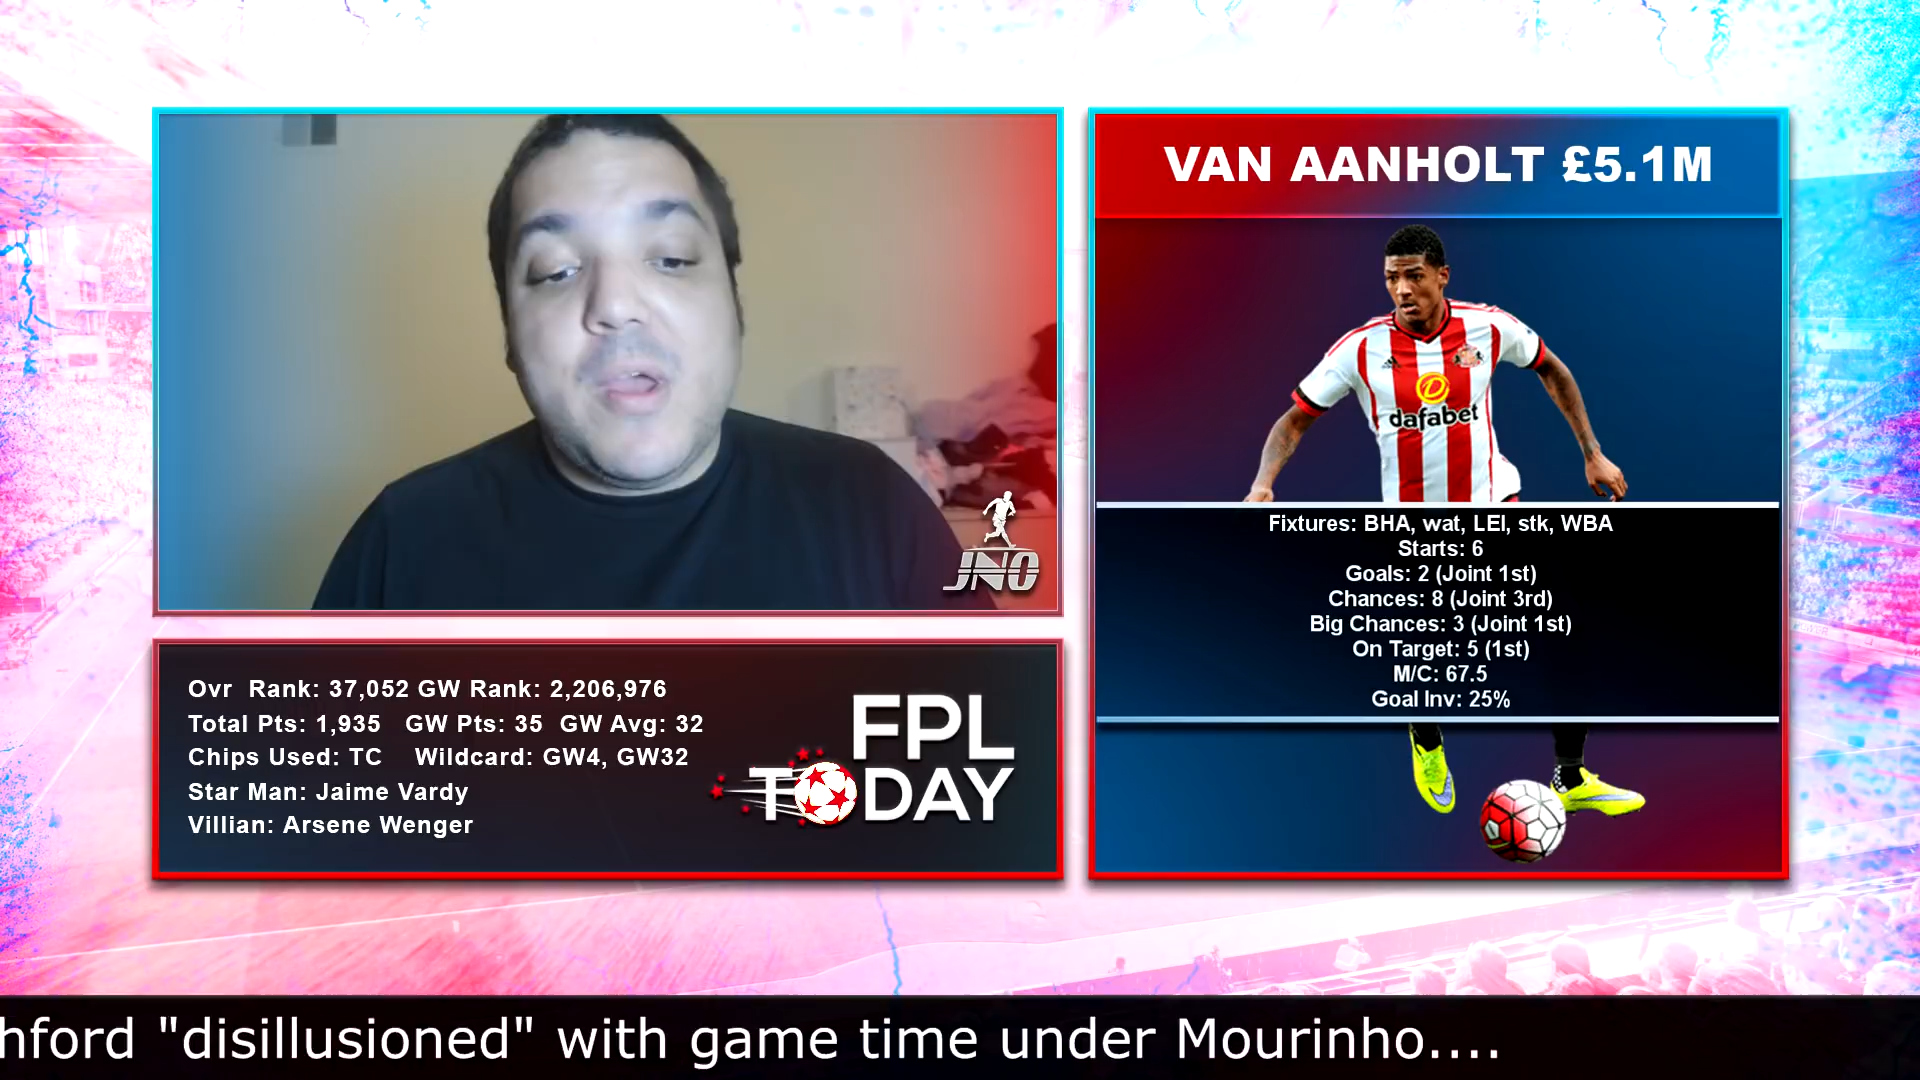 VAN AANHOLT £5.1M
dafabet
Fixtures: BHA, wat, LEI, stk, WBA
Starts: 6
Goals: 2 (Joint 1st)
Chances: 8 (Joint 3rd)
Big Chances: 3 (Joint 1st)
On Target: 5 (1st)
M/C: 67.5
Goal Inv: 25%
JNO
Ovr Rank: 37,052 GW Rank: 2,206,976
Total Pts: 1,935 GW Pts: 35 GW Avg: 32
Chips Used: TC Wildcard: GW4, GW32
Star Man: Jaime Vardy
Villian: Arsene Wenger
FPL
TODAY
hford "disillusioned" with game time under Mourinho....